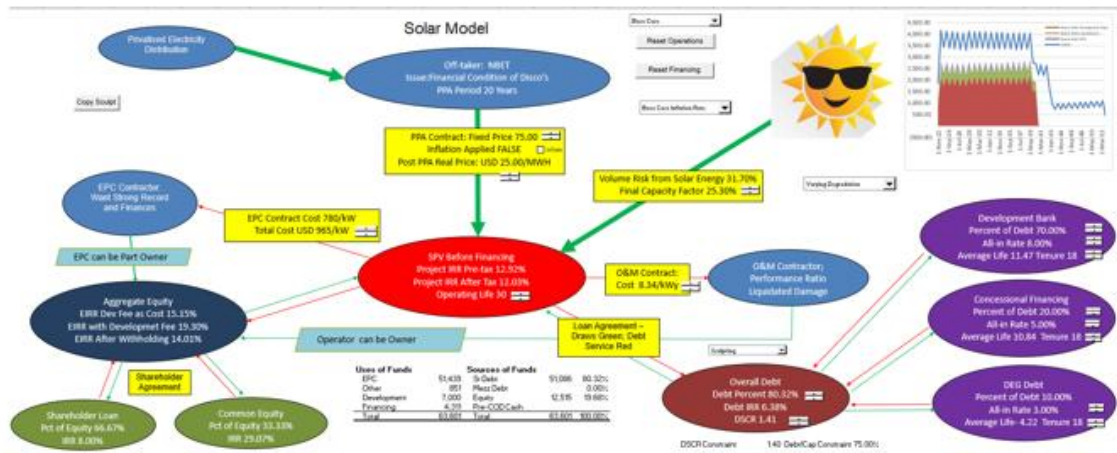 Solar Model
Privatised Electricity
Distribution
Off-taker: NBET
Issue:Financial Condition of Disco's
PPA Period 20 Years
Base Case
Reset Operations
Reset Financing
Copy Sculpt
PPA Contract: Fixed Price 75.00
Inflation Applied FALSE
Post PPA Real Price: USD 25.00/MWH
Volume Risk from Solar Energy 31.70%
Final Capacity Factor 25.30%
Varying Degradation
EPC Contractor:
Want Strong Record
and Finances
EPC Contract Cost 780/kW
Total Cost USD 965/kW
EPC can be Part Owner
SPV Before Financing
Project IRR Pre-tax 12.92%
Project IRR After Tax 12.03%
Operating Life 30
O&M Contract:
Cost 8.34/kWy
O&M Contractor;
Performance Ratio
Liquidated Damage
Development Bank
Percent of Debt 70.00%
All-in Rate 8.00%
Average Life 11.47 Tenure 18
Aggregate Equity
EIRR Dev Fee as Cost 15.15%
EIRR with Developmet Fee 19.30%
EIRR After Withholding 14.01%
Operator can be Owner
Loan Agreement –
Draws Green; Debt
Service Red
Concessional Financing
Percent of Debt 20.00%
All-in Rate 5.00%
Average Life 10.84 Tenure 18
Sculpting
Shareholder
Agreement
Uses of Funds Sources of Funds
EPC 51,439 Sr Debt 51,086 80.32%
Other 851 Mezz Debt 0.00%
Development 7,000 Equity 12,515 19.68%
Financing Pre-COD Cash
Total 63,601 Total 63,601 100.00%
Overall Debt
Debt Percent 80.32%
Debt IRR 6.38%
DSCR 1.41
DEG Debt
Percent of Debt 10.00%
All-in Rate 3.00%
Average Life- 4.22 Tenure 18
Shareholder Loan
Pct of Equity 66.67%
IRR 8.00%
Common Equity
Pct of Equity 33.33%
IRR 29.07%
DSCR Constraint 1.40 Debt/Cap Constraint 75.00%